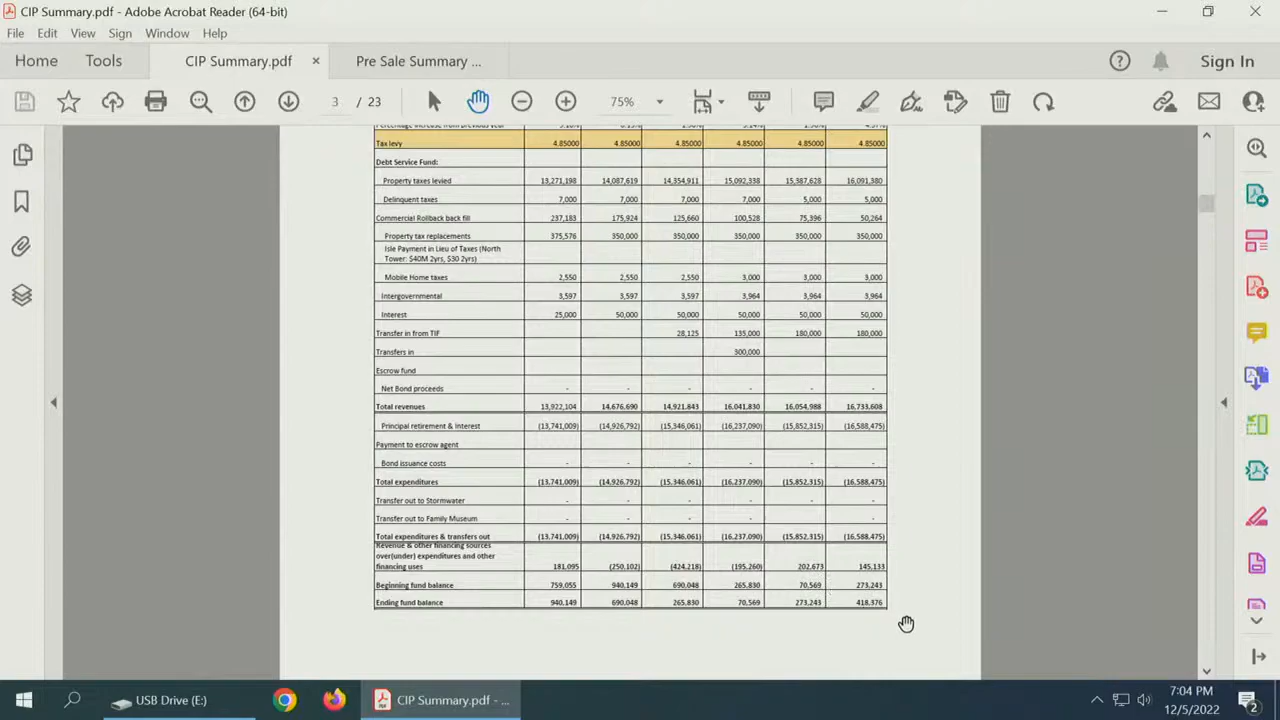 CIP Summary.pdf - Adobe Acrobat Reader (64-bit)
File Edit View Sign Window Help
Home Tools CIP Summary.pdf × Pre Sale Summary ... Sign In
3 / 23 75%
Tax levy 4.85000 4.85000 4.85000 4.85000 4.85000 4.85000
Debt Service Fund:
Property taxes levied 13,271,198 14,087,619 14,354,911 15,092,338 15,387,628 16,091,380
Delinquent taxes 7,000 7,000 7,000 7,000 5,000 5,000
Commercial Rollback back fill 237,183 175,924 125,660 100,528 75,396 50,264
Property tax replacements 375,576 350,000 350,000 350,000 350,000 350,000
Isle Payment in Lieu of Taxes (North
Tower: $40M 2yrs, $30 2yrs)
Mobile Home taxes 2,550 2,550 2,550 3,000 3,000 3,000
Intergovernmental 3,597 3,597 3,597 3,964 3,964 3,964
Interest 25,000 50,000 50,000 50,000 50,000 50,000
Transfer in from TIF 28,125 135,000 180,000 180,000
Transfers in 300,000
Escrow fund
Net Bond proceeds - - - - - -
Total revenues 13,922,104 14,676,690 14,921,843 16,041,830 16,054,988 16,733,608
Principal retirement & Interest (13,741,009) (14,926,792) (15,346,061) (16,237,090) (15,852,315) (16,588,475)
Payment to escrow agent
Bond issuance costs - - - - - -
Total expenditures (13,741,009) (14,926,792) (15,346,061) (16,237,090) (15,852,315) (16,588,475)
Transfer out to Stormwater - - - - - -
Transfer out to Family Museum - - - - - -
Total expenditures & transfers out (13,741,009) (14,926,792) (15,346,061) (16,237,090) (15,852,315) (16,588,475)
Revenue & other financing sources
over(under) expenditures and other
financing uses 181,095 (250,102) (424,218) (195,260) 202,673 145,133
Beginning fund balance 759,055 940,149 690,048 265,830 70,569 273,243
Ending fund balance 940,149 690,048 265,830 70,569 273,243 418,376
USB Drive (E:) CIP Summary.pdf - ... 7:04 PM
12/5/2022 2